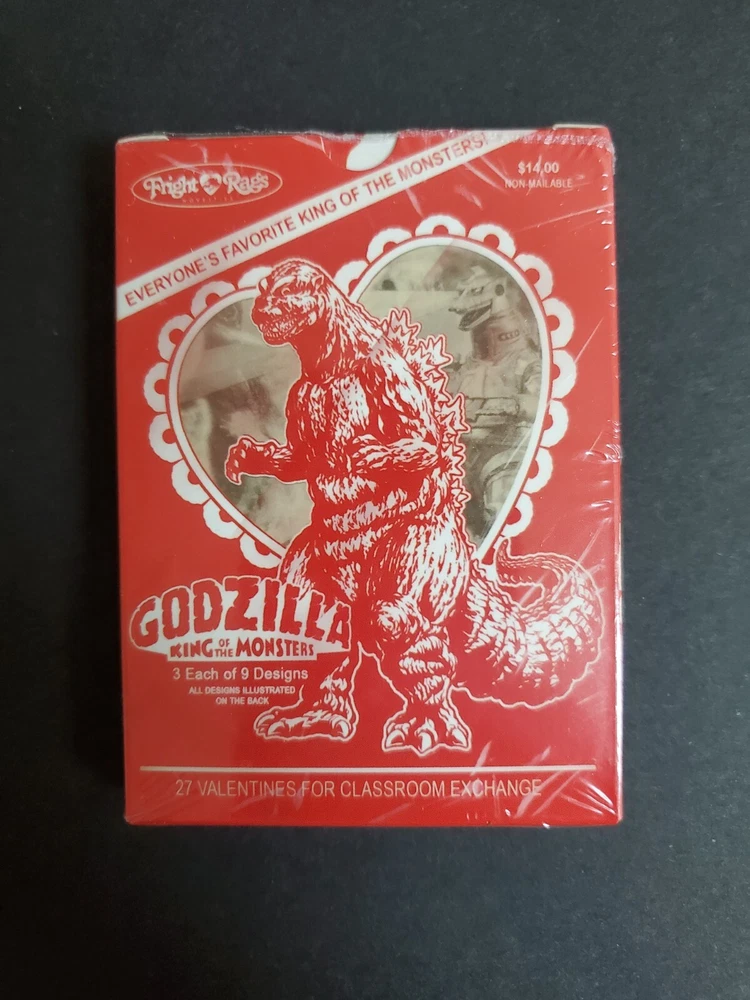 Fright Rags
NOVELTIES
$14.00
NON-MAILABLE
EVERYONE'S FAVORITE KING OF THE MONSTERS!
GODZILLA
KING OF THE MONSTERS
3 Each of 9 Designs
ALL DESIGNS ILLUSTRATED
ON THE BACK
27 VALENTINES FOR CLASSROOM EXCHANGE